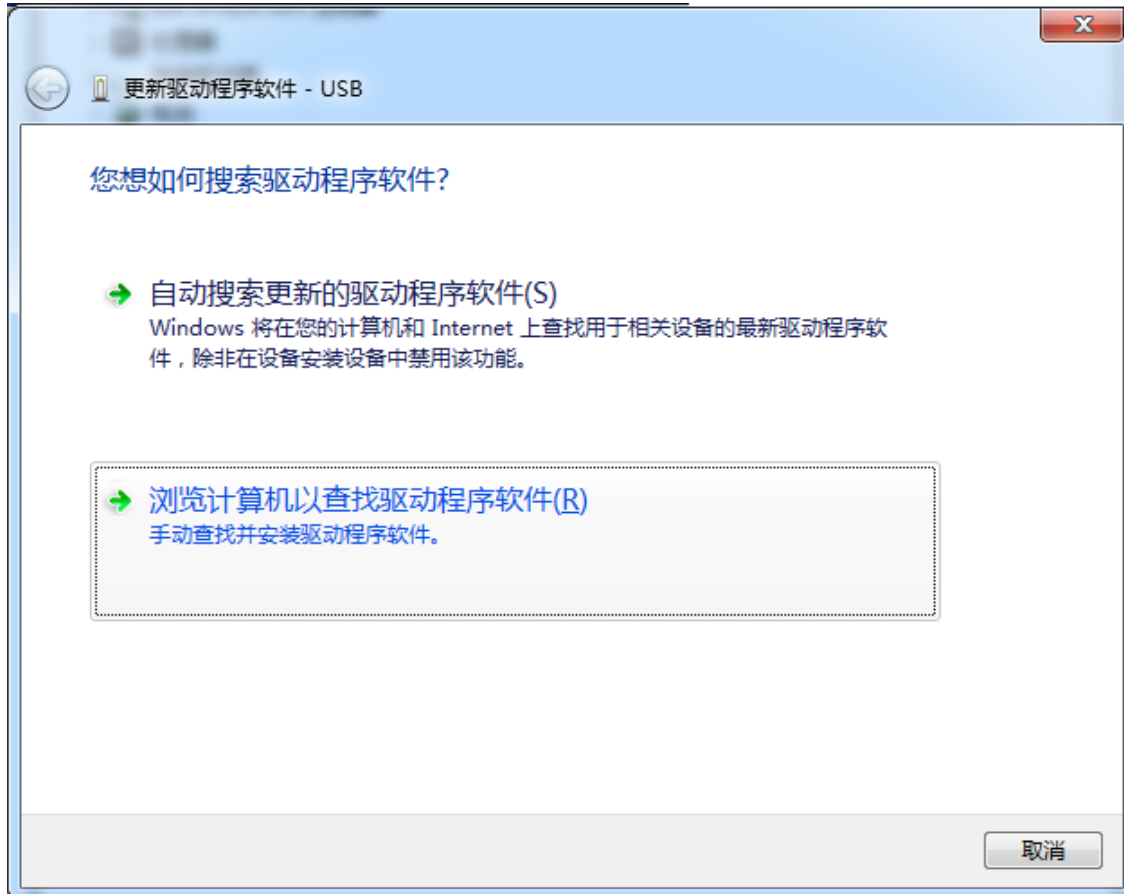 更新驱动程序软件 - USB
您想如何搜索驱动程序软件?
自动搜索更新的驱动程序软件(S)
Windows 将在您的计算机和 Internet 上查找用于相关设备的最新驱动程序软
件，除非在设备安装设备中禁用该功能。
浏览计算机以查找驱动程序软件(R)
手动查找并安装驱动程序软件。
取消